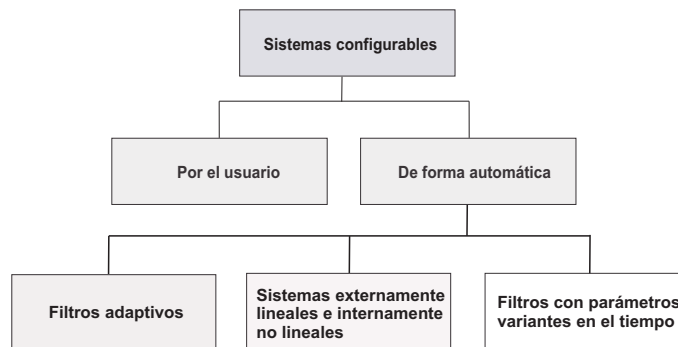 Sistemas configurables
Por el usuario
De forma automática
Filtros adaptivos
Sistemas externamente
lineales e internamente
no lineales
Filtros con parámetros
variantes en el tiempo